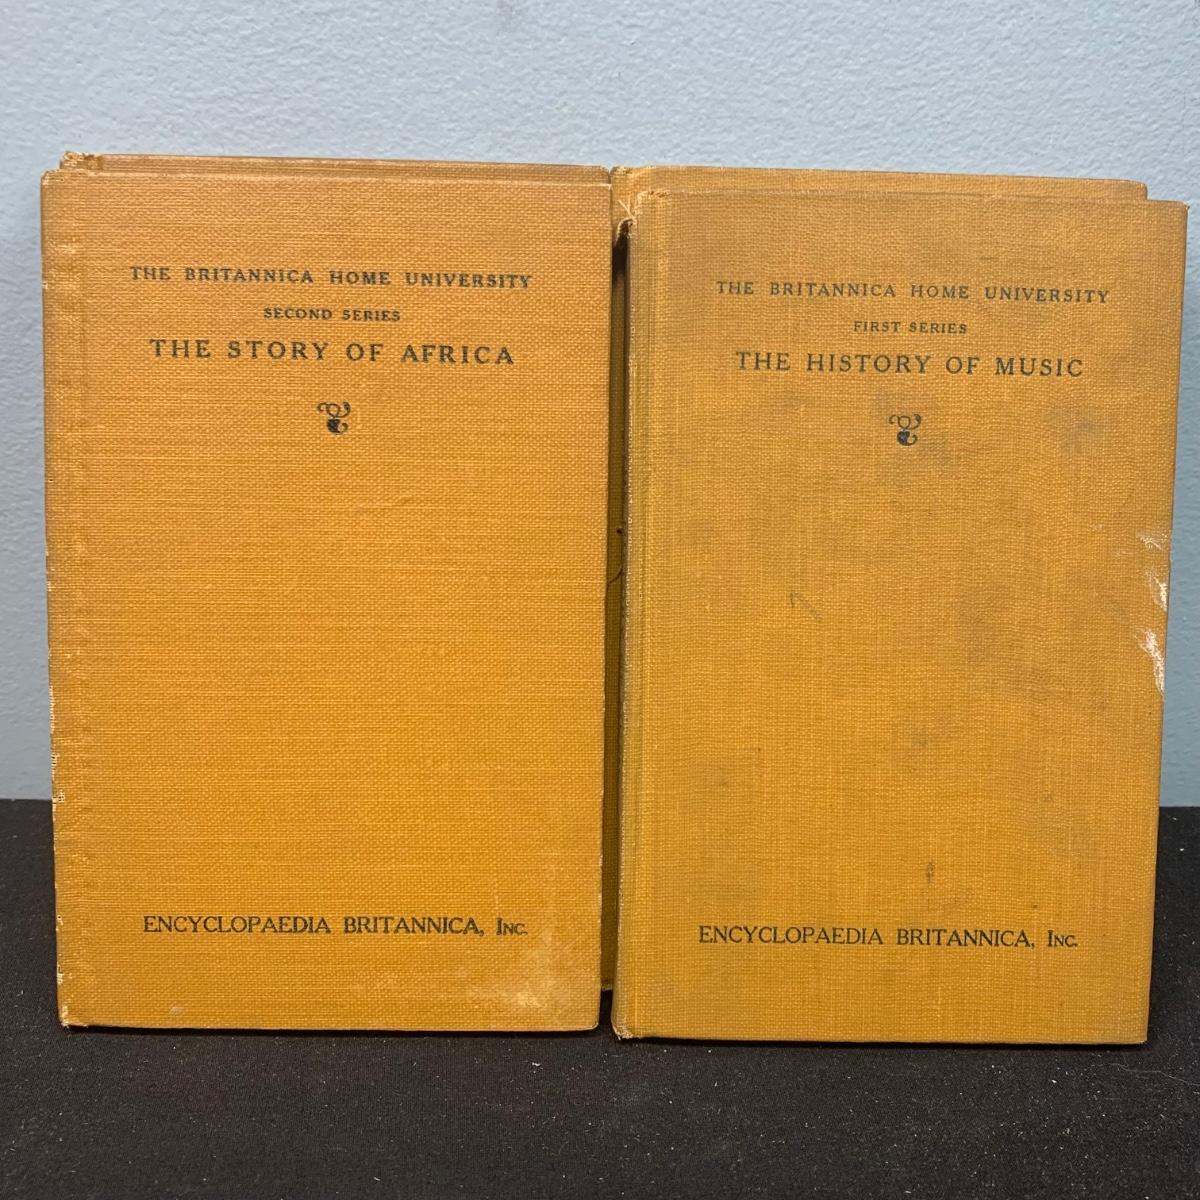 THE BRITANNICA HOME UNIVERSITY
SECOND SERIES
THE STORY OF AFRICA
ENCYCLOPAEDIA BRITANNICA, INC.
THE BRITANNICA HOME UNIVERSITY
FIRST SERIES
THE HISTORY OF MUSIC
ENCYCLOPAEDIA BRITANNICA, INC.